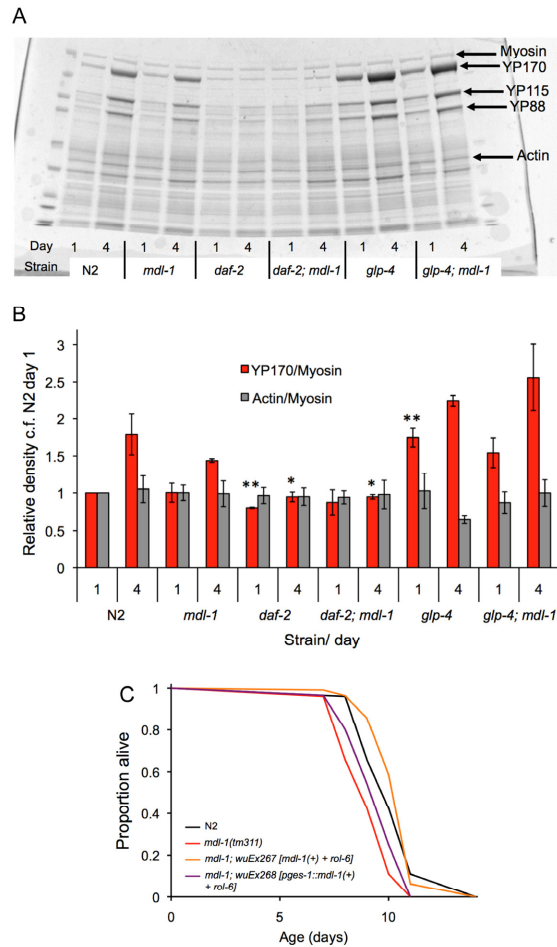 A
Myosin
YP170
YP115
YP88
Actin
Day 1 4 1 4 1 4 1 4 1 4 1 4
Strain N2 mdl-1 daf-2 daf-2; mdl-1 glp-4 glp-4; mdl-1
B
Relative density c.f. N2 day 1
3
2.5
2
1.5
1
0.5
0
YP170/Myosin
Actin/Myosin
** * * **
1 4 1 4 1 4 1 4 1 4 1 4
N2 mdl-1 daf-2 daf-2; mdl-1 glp-4 glp-4; mdl-1
Strain/ day
C
Proportion alive
1
0.8
0.6
0.4
0.2
0
N2
mdl-1(tm311)
mdl-1; wuEx267 [mdl-1(+) + rol-6]
mdl-1; wuEx268 [pges-1::mdl-1(+)
+ rol-6]
0 5 10
Age (days)